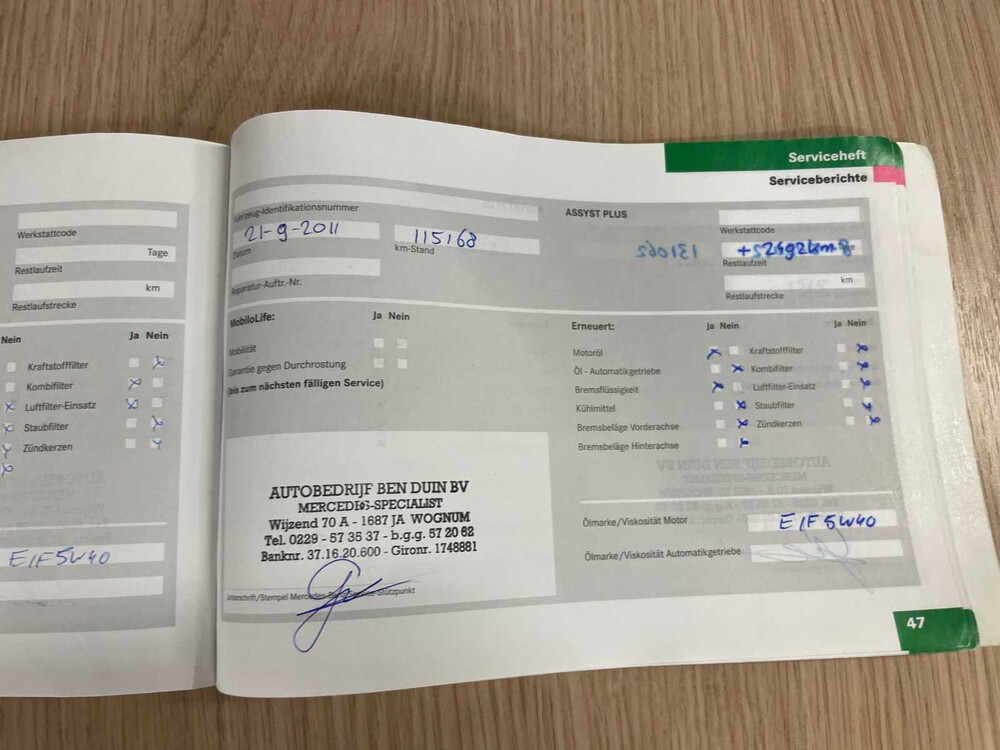 Werkstattcode
Tage
Restlaufzeit
km
Restlaufstrecke
Nein
Ja Nein
Kraftstofffilter
Kombifilter
Luftfilter-Einsatz
Staubfilter
Zündkerzen
E1F5W40
Serviceheft
Serviceberichte
Fahrzeug-Identifikationsnummer
21-9-2011
115168
Datum
km-Stand
Reparatur-Auftr.-Nr.
ASSYST PLUS
Werkstattcode
Restlaufzeit
km
Restlaufstrecke
MobiloLife:
Ja Nein
Mobilität
Garantie gegen Durchrostung
(bis zum nächsten fälligen Service)
Erneuert:
Ja Nein
Ja Nein
Motoröl
Kraftstofffilter
Öl - Automatikgetriebe
Kombifilter
Bremsflüssigkeit
Luftfilter-Einsatz
Kühlmittel
Staubfilter
Bremsbeläge Vorderachse
Zündkerzen
Bremsbeläge Hinterachse
AUTOBEDRIJF BEN DUIN BV
MERCEDES-SPECIALIST
Wijzend 70 A - 1687 JA WOGNUM
Tel. 0229 - 57 35 37 - b.g.g. 57 20 62
Banknr. 37.16.20.600 - Gironr. 1748881
Unterschrift/Stempel
Ölmarke/Viskosität Motor
E1F5W40
Ölmarke/Viskosität Automatikgetriebe
47